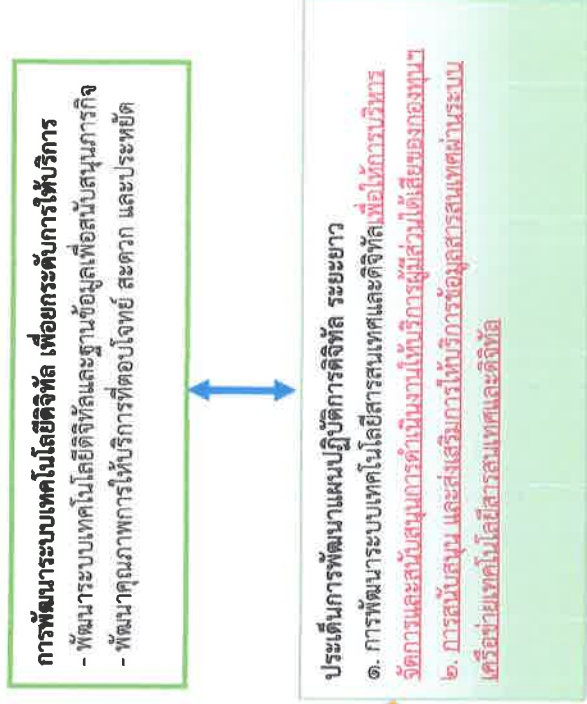 การพัฒนาระบบเทคโนโลยีดิจิทัล เพื่อยกระดับการให้บริการ
- พัฒนาระบบเทคโนโลยีดิจิทัลและฐานข้อมูลเพื่อสนับสนุนภารกิจ
- พัฒนาคุณภาพการให้บริการที่ตอบโจทย์ สะดวก และประหยัด
ประเด็นการพัฒนาแผนปฏิบัติการดิจิทัล ระยะยาว
๑. การพัฒนาระบบเทคโนโลยีสารสนเทศและดิจิทัลเพื่อให้การบริหาร
จัดการและสนับสนุนการดำเนินงานให้บริการผู้มีส่วนได้เสียของกองทุนฯ
๒. การสนับสนุน และส่งเสริมการให้บริการข้อมูลสารสนเทศผ่านระบบ
เครือข่ายเทคโนโลยีสารสนเทศและดิจิทัล